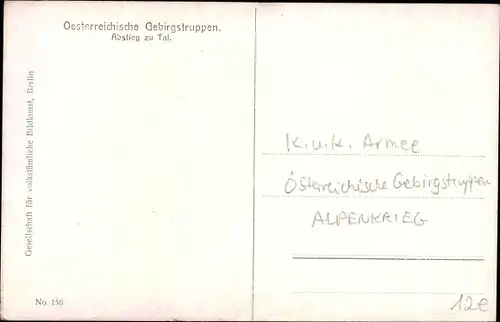 Oesterreichische Gebirgstruppen.
Abstieg zu Tal.
Gesellschaft für volkstümliche Bildkunst, Berlin
No. 156
K.u.K. Armee
Österreichische Gebirgstruppen
ALPENKRIEG
12€